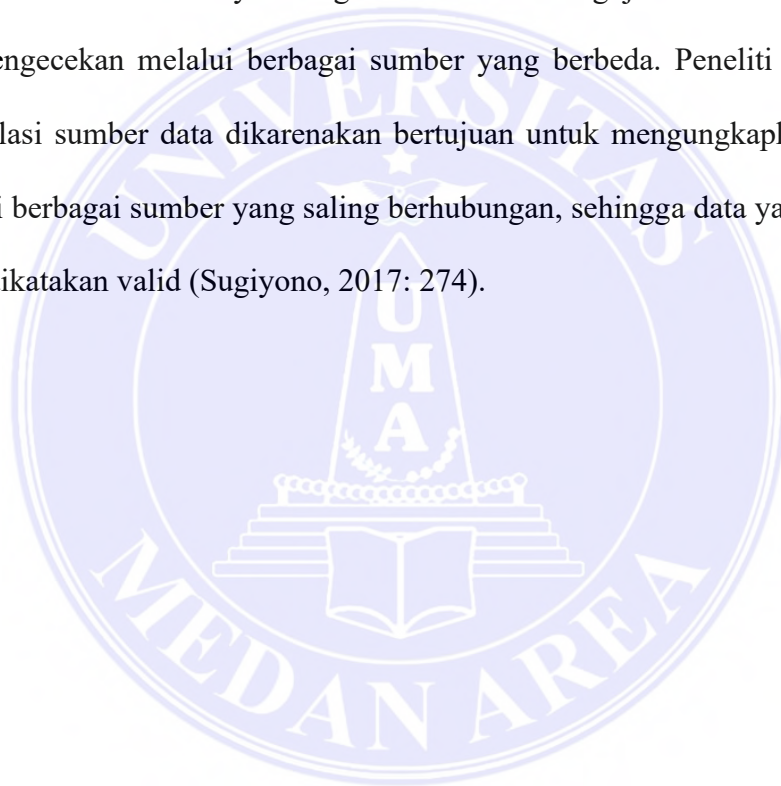 engecekan melalui berbagai sumber yang berbeda. Peneliti
lasi sumber data dikarenakan bertujuan untuk mengungkap
i berbagai sumber yang saling berhubungan, sehingga data ya
ikatakan valid (Sugiyono, 2017: 274).
UNIVERSITAS
U
M
A
MEDAN AREA